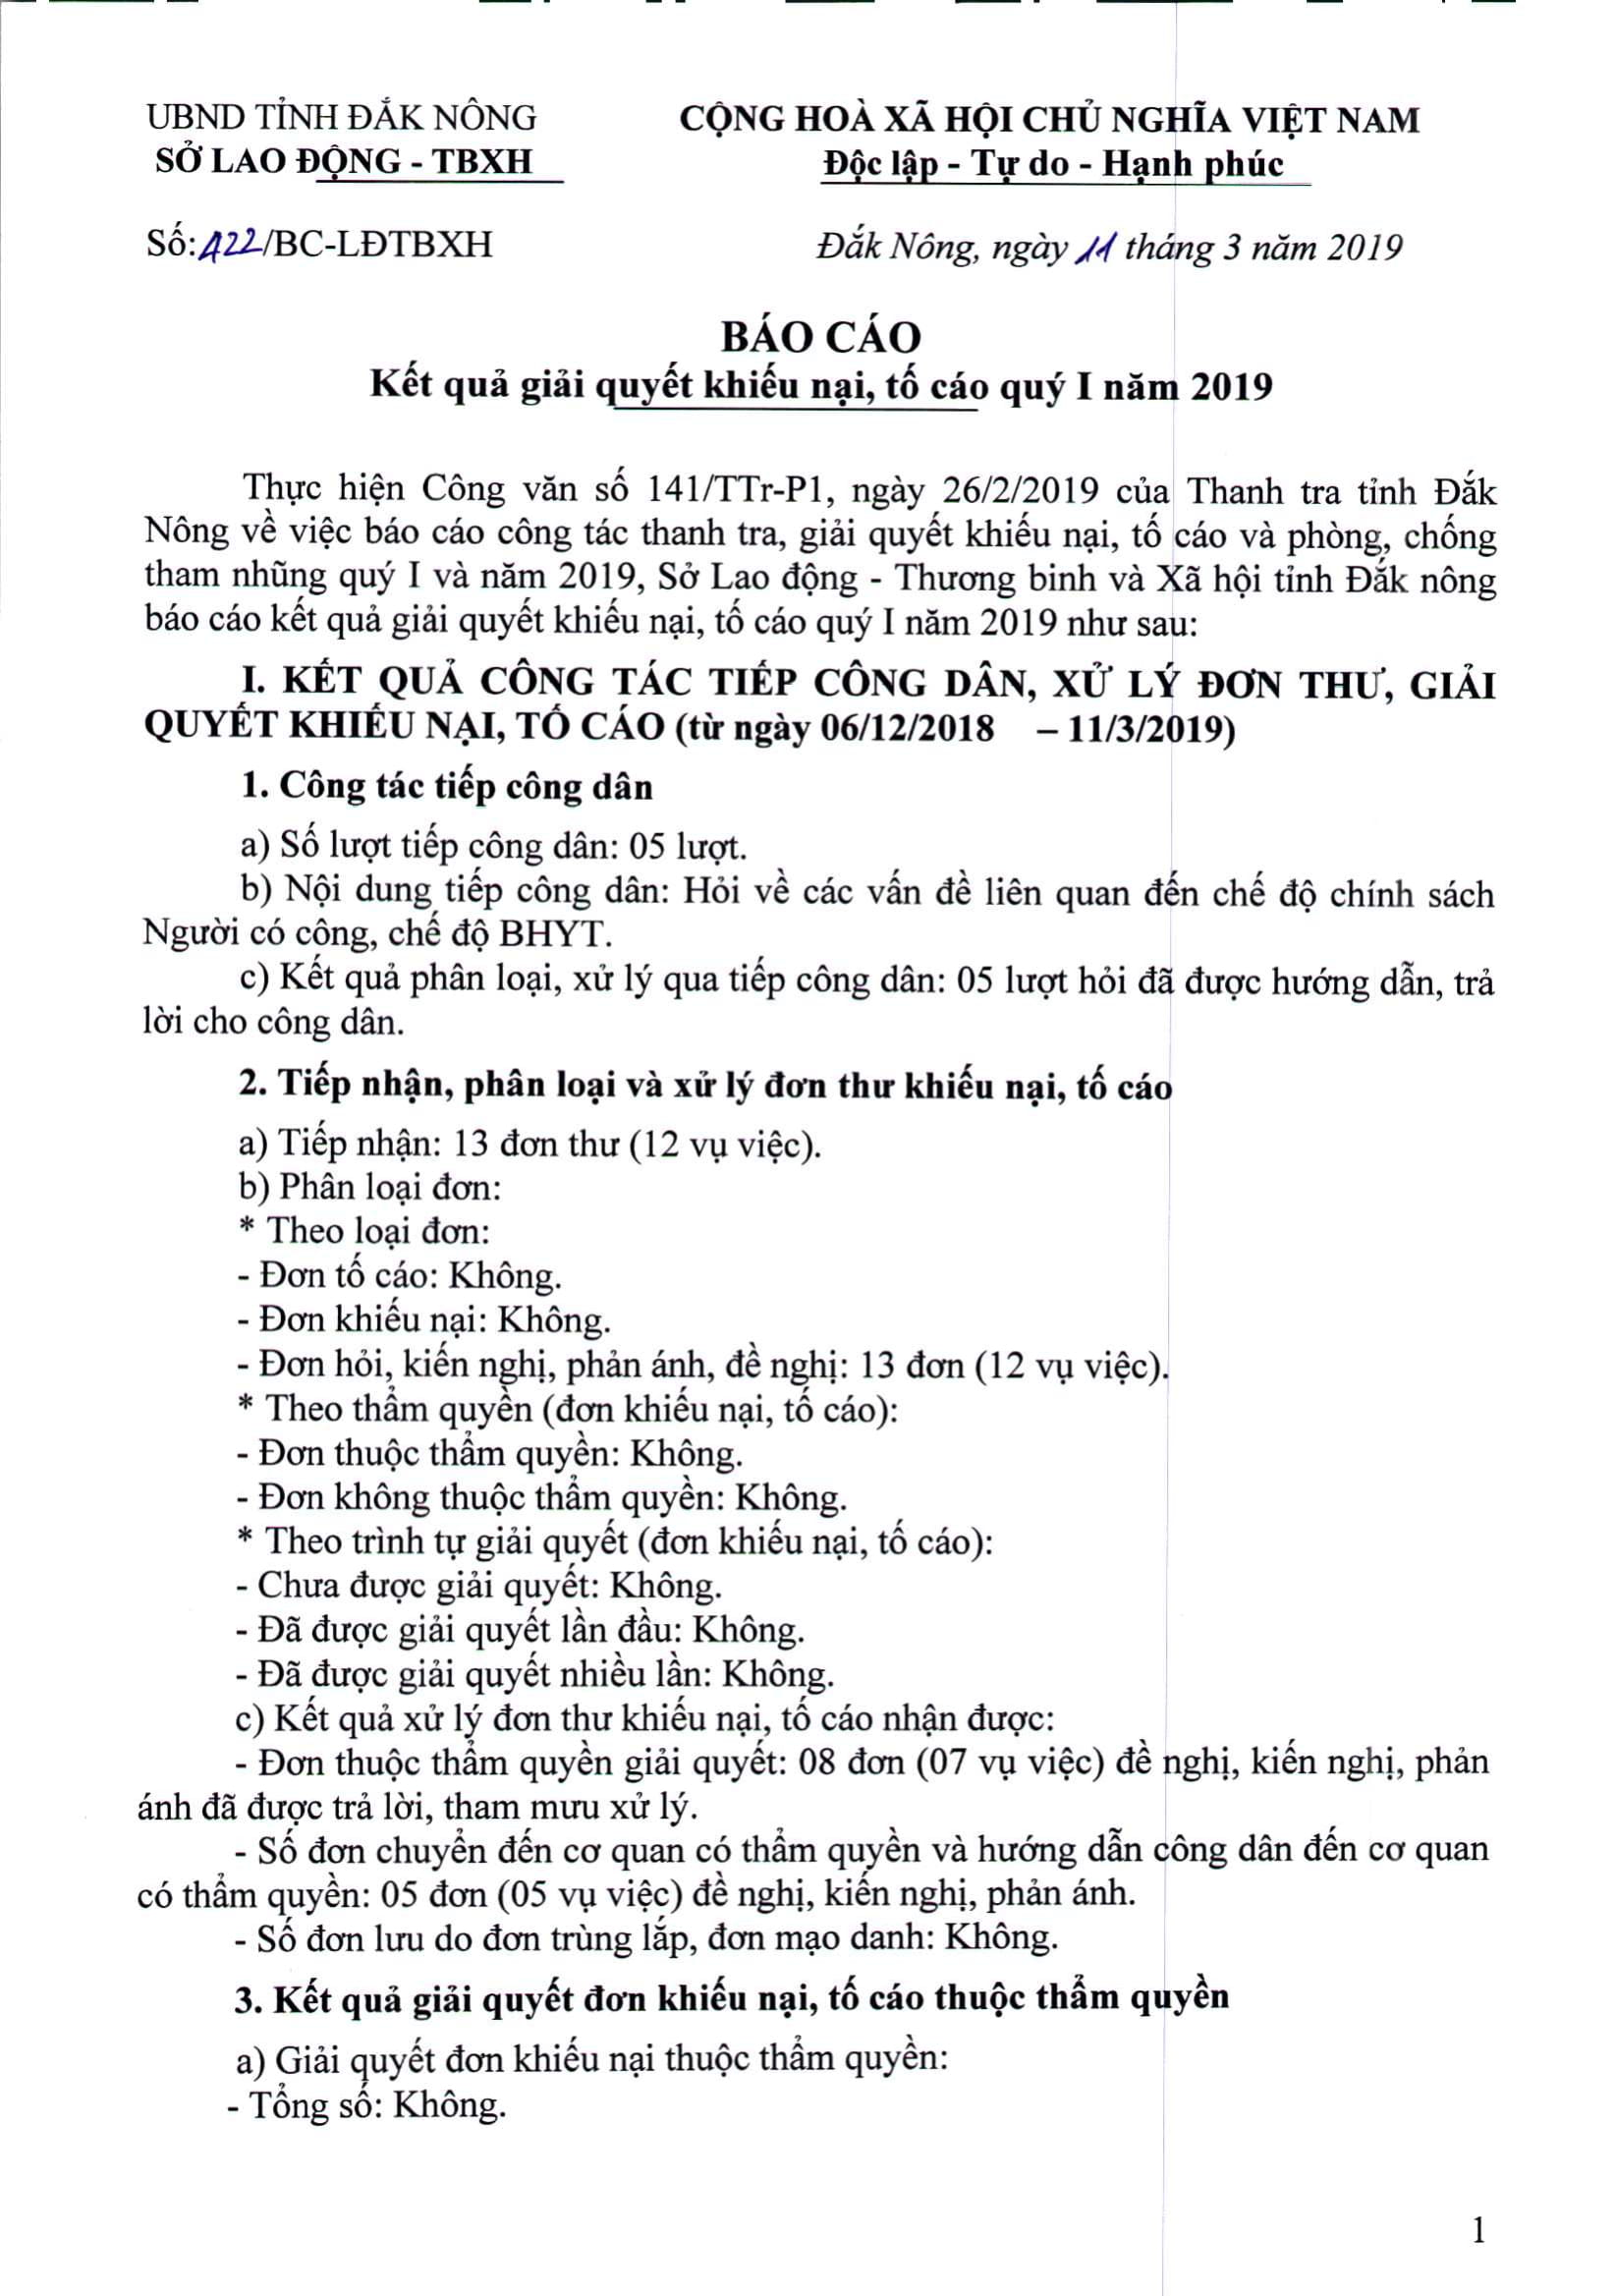 UBND TỈNH ĐẮK NÔNG
SỞ LAO ĐỘNG - TBXH
CỘNG HOÀ XÃ HỘI CHỦ NGHĨA VIỆT NAM
Độc lập - Tự do - Hạnh phúc
Số: 122/BC-LĐTBXH
Đắk Nông, ngày 11 tháng 3 năm 2019
BÁO CÁO
Kết quả giải quyết khiếu nại, tố cáo quý I năm 2019
Thực hiện Công văn số 141/TTr-P1, ngày 26/2/2019 của Thanh tra tỉnh Đắk
Nông về việc báo cáo công tác thanh tra, giải quyết khiếu nại, tố cáo và phòng, chống
tham nhũng quý I và năm 2019, Sở Lao động - Thương binh và Xã hội tỉnh Đắk nông
báo cáo kết quả giải quyết khiếu nại, tố cáo quý I năm 2019 như sau:
I. KẾT QUẢ CÔNG TÁC TIẾP CÔNG DÂN, XỬ LÝ ĐƠN THƯ, GIẢI
QUYẾT KHIẾU NẠI, TỐ CÁO (từ ngày 06/12/2018 – 11/3/2019)
1. Công tác tiếp công dân
a) Số lượt tiếp công dân: 05 lượt.
b) Nội dung tiếp công dân: Hỏi về các vấn đề liên quan đến chế độ chính sách
Người có công, chế độ BHYT.
c) Kết quả phân loại, xử lý qua tiếp công dân: 05 lượt hỏi đã được hướng dẫn, trả
lời cho công dân.
2. Tiếp nhận, phân loại và xử lý đơn thư khiếu nại, tố cáo
a) Tiếp nhận: 13 đơn thư (12 vụ việc).
b) Phân loại đơn:
* Theo loại đơn:
- Đơn tố cáo: Không.
- Đơn khiếu nại: Không.
- Đơn hỏi, kiến nghị, phản ánh, đề nghị: 13 đơn (12 vụ việc).
* Theo thẩm quyền (đơn khiếu nại, tố cáo):
- Đơn thuộc thẩm quyền: Không.
- Đơn không thuộc thẩm quyền: Không.
* Theo trình tự giải quyết (đơn khiếu nại, tố cáo):
- Chưa được giải quyết: Không.
- Đã được giải quyết lần đầu: Không.
- Đã được giải quyết nhiều lần: Không.
c) Kết quả xử lý đơn thư khiếu nại, tố cáo nhận được:
- Đơn thuộc thẩm quyền giải quyết: 08 đơn (07 vụ việc) đề nghị, kiến nghị, phản
ánh đã được trả lời, tham mưu xử lý.
- Số đơn chuyển đến cơ quan có thẩm quyền và hướng dẫn công dân đến cơ quan
có thẩm quyền: 05 đơn (05 vụ việc) đề nghị, kiến nghị, phản ánh.
- Số đơn lưu do đơn trùng lắp, đơn mạo danh: Không.
3. Kết quả giải quyết đơn khiếu nại, tố cáo thuộc thẩm quyền
a) Giải quyết đơn khiếu nại thuộc thẩm quyền:
- Tổng số: Không.
1